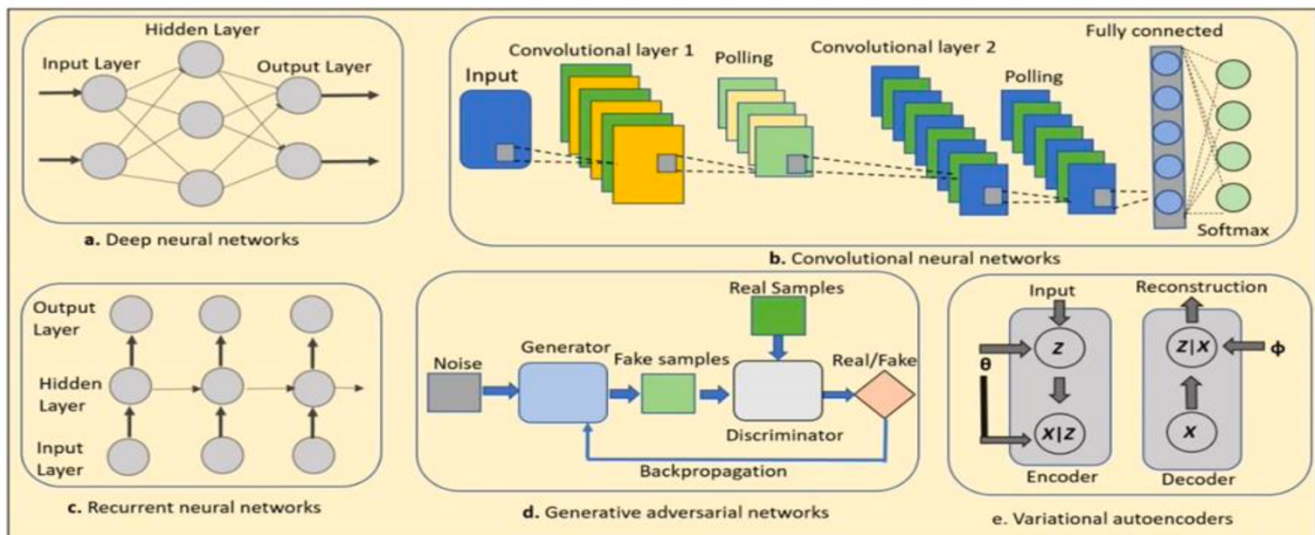 Hidden Layer
Input Layer
Output Layer
a. Deep neural networks
Input
Convolutional layer 1
Polling
Convolutional layer 2
Polling
Fully connected
Softmax
b. Convolutional neural networks
Output
Layer
Hidden
Layer
Input
Layer
c. Recurrent neural networks
Real Samples
Noise
Generator
Fake samples
Real/Fake
Discriminator
Backpropagation
d. Generative adversarial networks
Input
Reconstruction
Z
Z|X
θ
ϕ
X|Z
X
Encoder
Decoder
e. Variational autoencoders